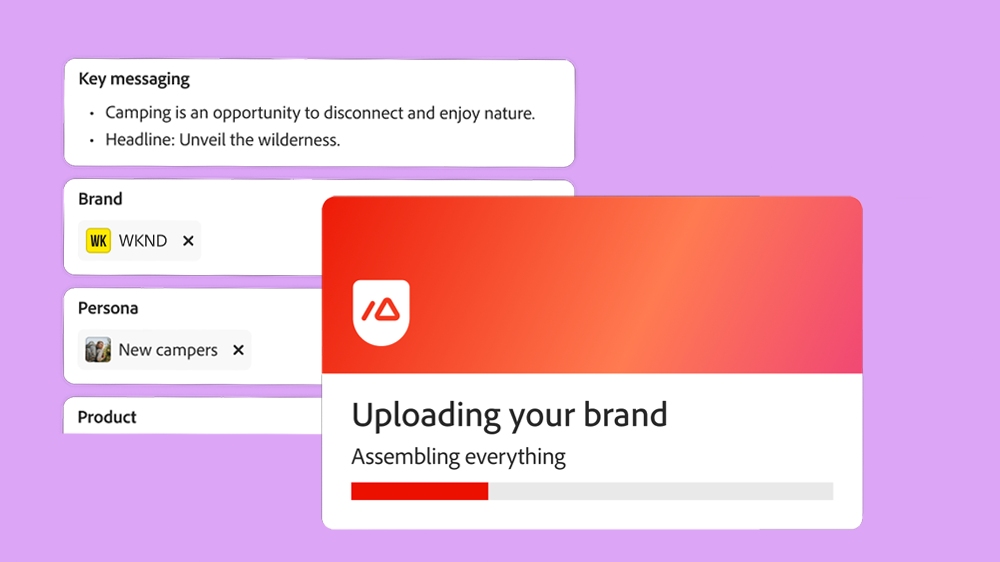 Key messaging
• Camping is an opportunity to disconnect and enjoy nature.
• Headline: Unveil the wilderness.
Brand
WK WKND ×
Persona
New campers ×
Product
Uploading your brand
Assembling everything